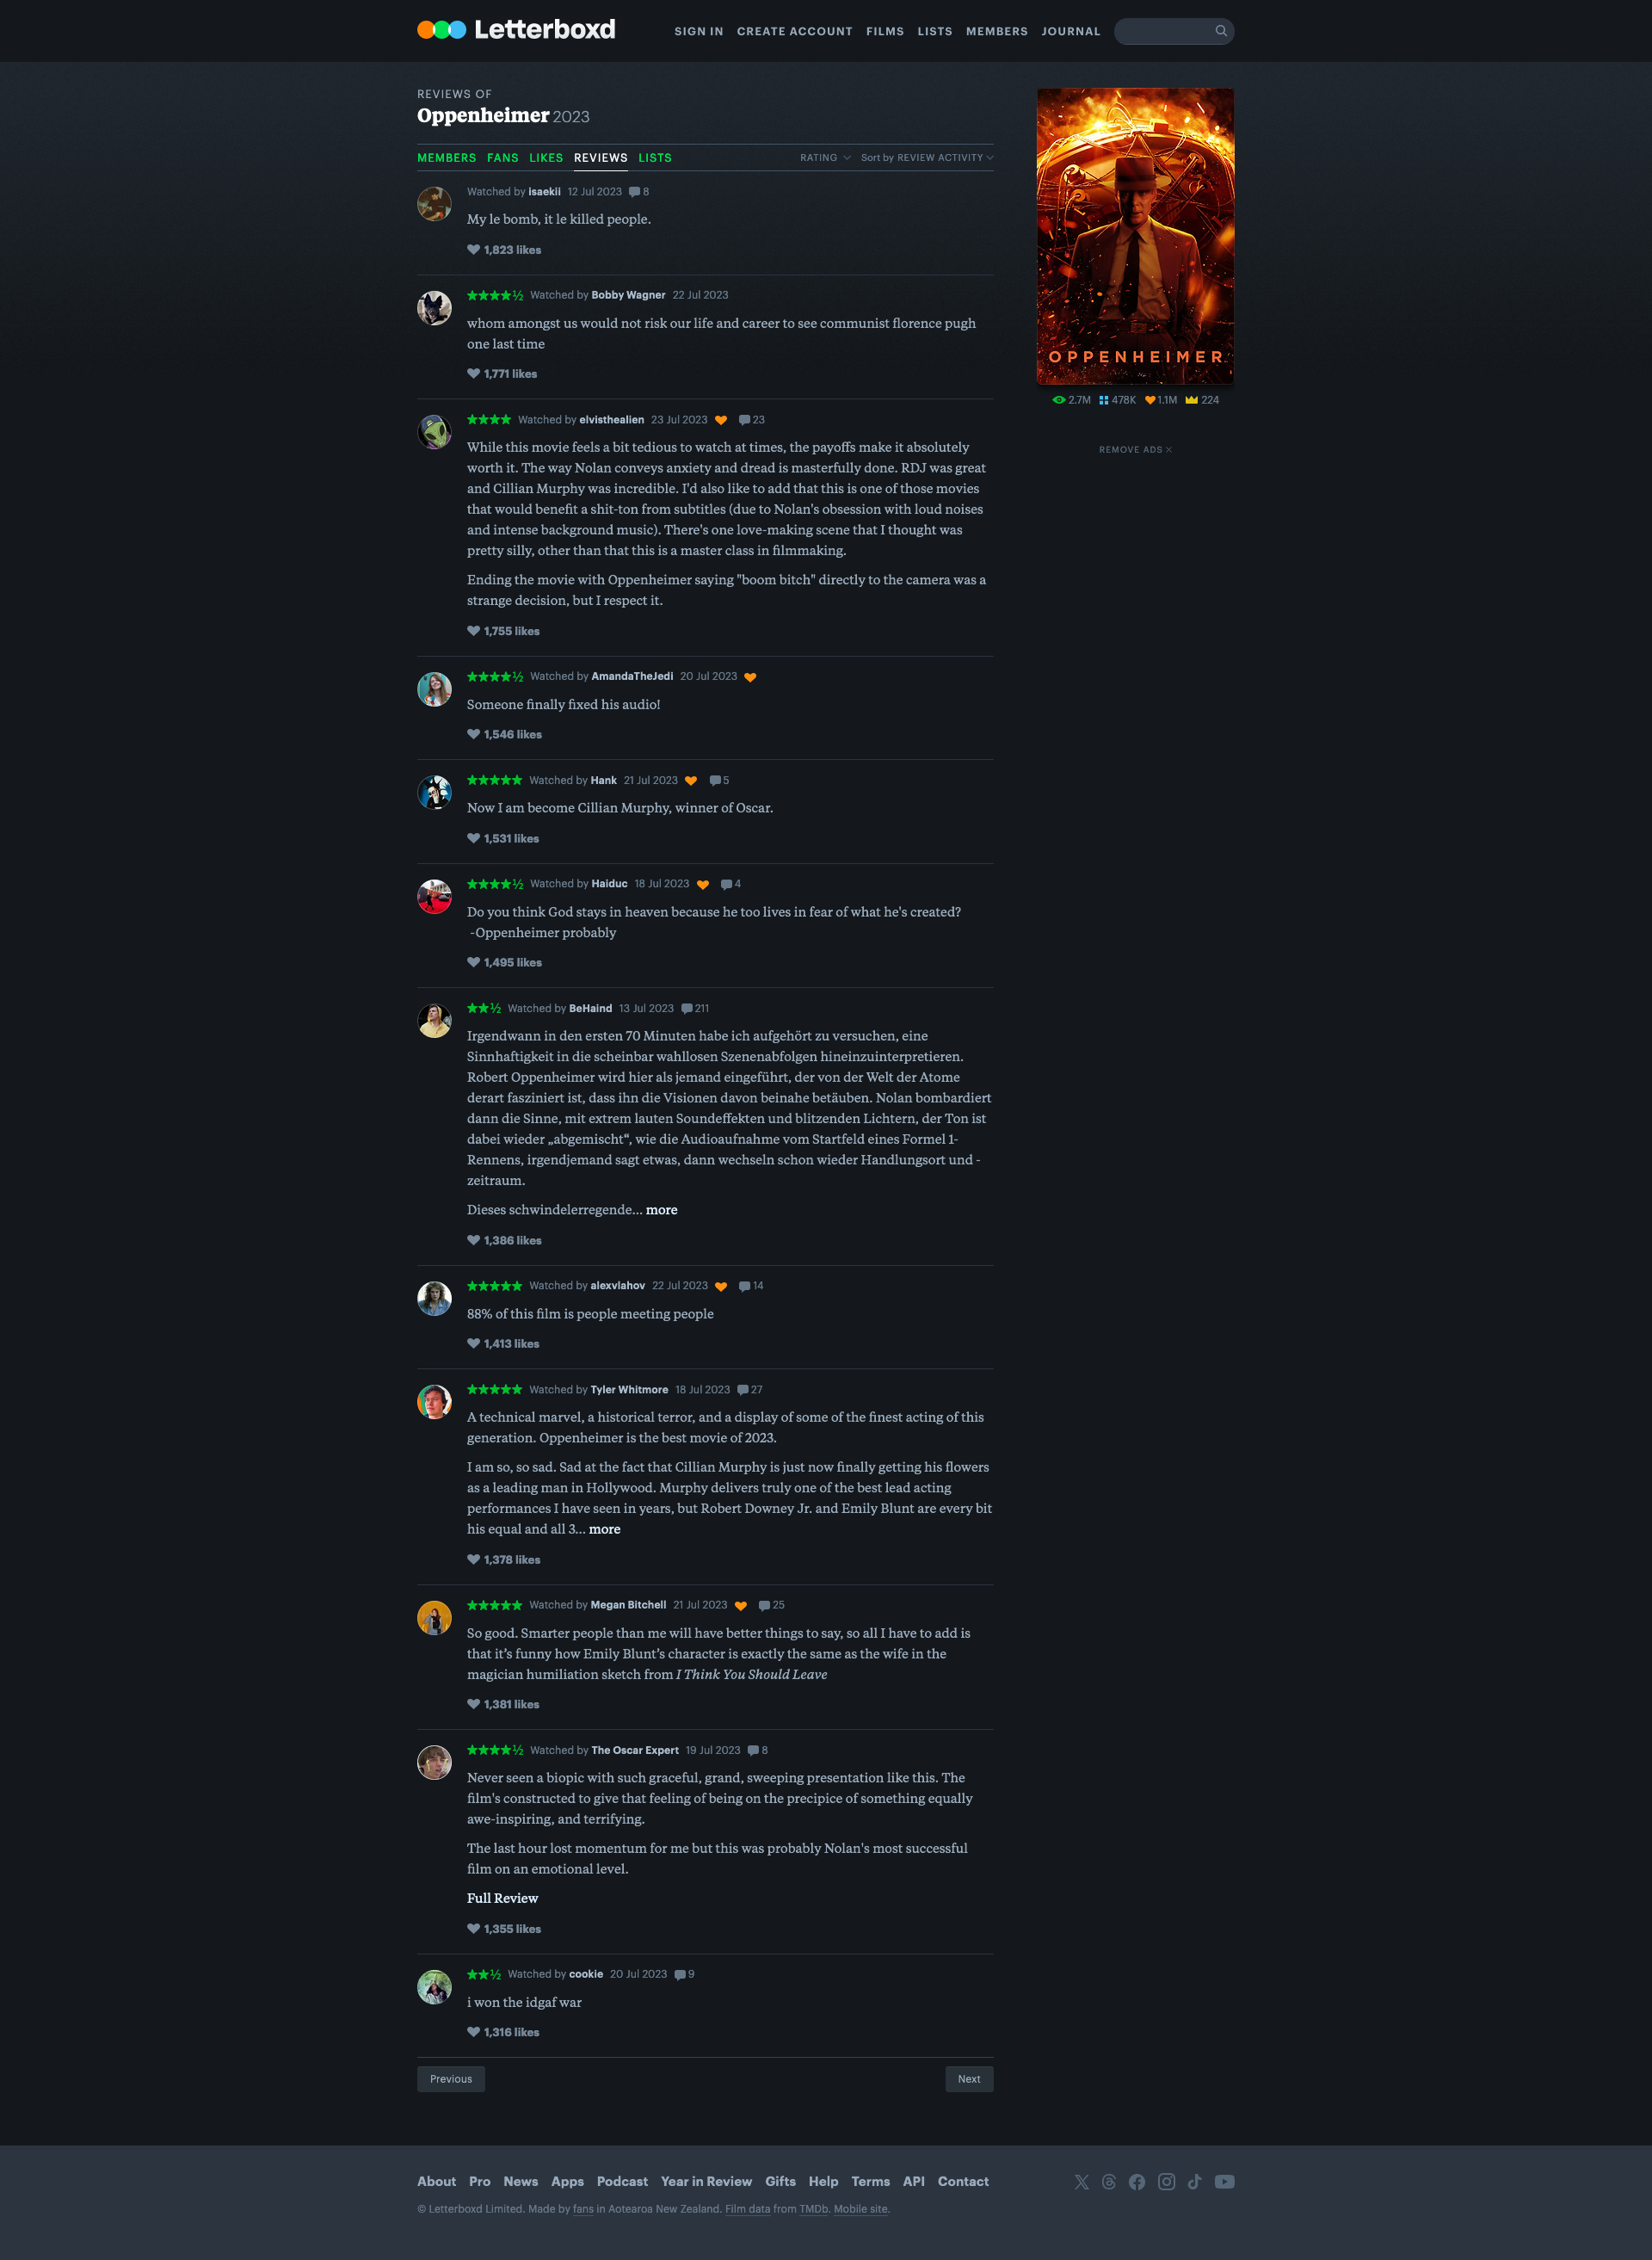 Letterboxd
SIGN IN CREATE ACCOUNT FILMS LISTS MEMBERS JOURNAL
REVIEWS OF
Oppenheimer 2023
MEMBERS FANS LIKES REVIEWS LISTS
RATING Sort by REVIEW ACTIVITY
Watched by isaekii 12 Jul 2023 8
My le bomb, it le killed people.
1,823 likes
★★★★½ Watched by Bobby Wagner 22 Jul 2023
whom amongst us would not risk our life and career to see communist florence pugh
one last time
1,771 likes
★★★★ Watched by elvisthealien 23 Jul 2023 23
While this movie feels a bit tedious to watch at times, the payoffs make it absolutely
worth it. The way Nolan conveys anxiety and dread is masterfully done. RDJ was great
and Cillian Murphy was incredible. I'd also like to add that this is one of those movies
that would benefit a shit-ton from subtitles (due to Nolan's obsession with loud noises
and intense background music). There's one love-making scene that I thought was
pretty silly, other than that this is a master class in filmmaking.
Ending the movie with Oppenheimer saying "boom bitch" directly to the camera was a
strange decision, but I respect it.
1,755 likes
★★★★½ Watched by AmandaTheJedi 20 Jul 2023
Someone finally fixed his audio!
1,546 likes
★★★★★ Watched by Hank 21 Jul 2023 5
Now I am become Cillian Murphy, winner of Oscar.
1,531 likes
★★★★½ Watched by Haiduc 18 Jul 2023 4
Do you think God stays in heaven because he too lives in fear of what he's created?
-Oppenheimer probably
1,495 likes
★★½ Watched by BeHaind 13 Jul 2023 211
Irgendwann in den ersten 70 Minuten habe ich aufgehört zu versuchen, eine
Sinnhaftigkeit in die scheinbar wahllosen Szenenabfolgen hineinzuinterpretieren.
Robert Oppenheimer wird hier als jemand eingeführt, der von der Welt der Atome
derart fasziniert ist, dass ihn die Visionen davon beinahe betäuben. Nolan bombardiert
dann die Sinne, mit extrem lauten Soundeffekten und blitzenden Lichtern, der Ton ist
dabei wieder „abgemischt“, wie die Audioaufnahme vom Startfeld eines Formel 1-
Rennens, irgendjemand sagt etwas, dann wechseln schon wieder Handlungsort und -
zeitraum.
Dieses schwindelerregende… more
1,386 likes
★★★★★ Watched by alexvlahov 22 Jul 2023 14
88% of this film is people meeting people
1,413 likes
★★★★★ Watched by Tyler Whitmore 18 Jul 2023 27
A technical marvel, a historical terror, and a display of some of the finest acting of this
generation. Oppenheimer is the best movie of 2023.
I am so, so sad. Sad at the fact that Cillian Murphy is just now finally getting his flowers
as a leading man in Hollywood. Murphy delivers truly one of the best lead acting
performances I have seen in years, but Robert Downey Jr. and Emily Blunt are every bit
his equal and all 3… more
1,378 likes
★★★★★ Watched by Megan Bitchell 21 Jul 2023 25
So good. Smarter people than me will have better things to say, so all I have to add is
that it’s funny how Emily Blunt’s character is exactly the same as the wife in the
magician humiliation sketch from I Think You Should Leave
1,381 likes
★★★★½ Watched by The Oscar Expert 19 Jul 2023 8
Never seen a biopic with such graceful, grand, sweeping presentation like this. The
film's constructed to give that feeling of being on the precipice of something equally
awe-inspiring, and terrifying.
The last hour lost momentum for me but this was probably Nolan's most successful
film on an emotional level.
Full Review
1,355 likes
★★½ Watched by cookie 20 Jul 2023 9
i won the idgaf war
1,316 likes
Previous Next
OPPENHEIMER
2.7M 478K 1.1M 224
REMOVE ADS
About Pro News Apps Podcast Year in Review Gifts Help Terms API Contact
© Letterboxd Limited. Made by fans in Aotearoa New Zealand. Film data from TMDb. Mobile site.